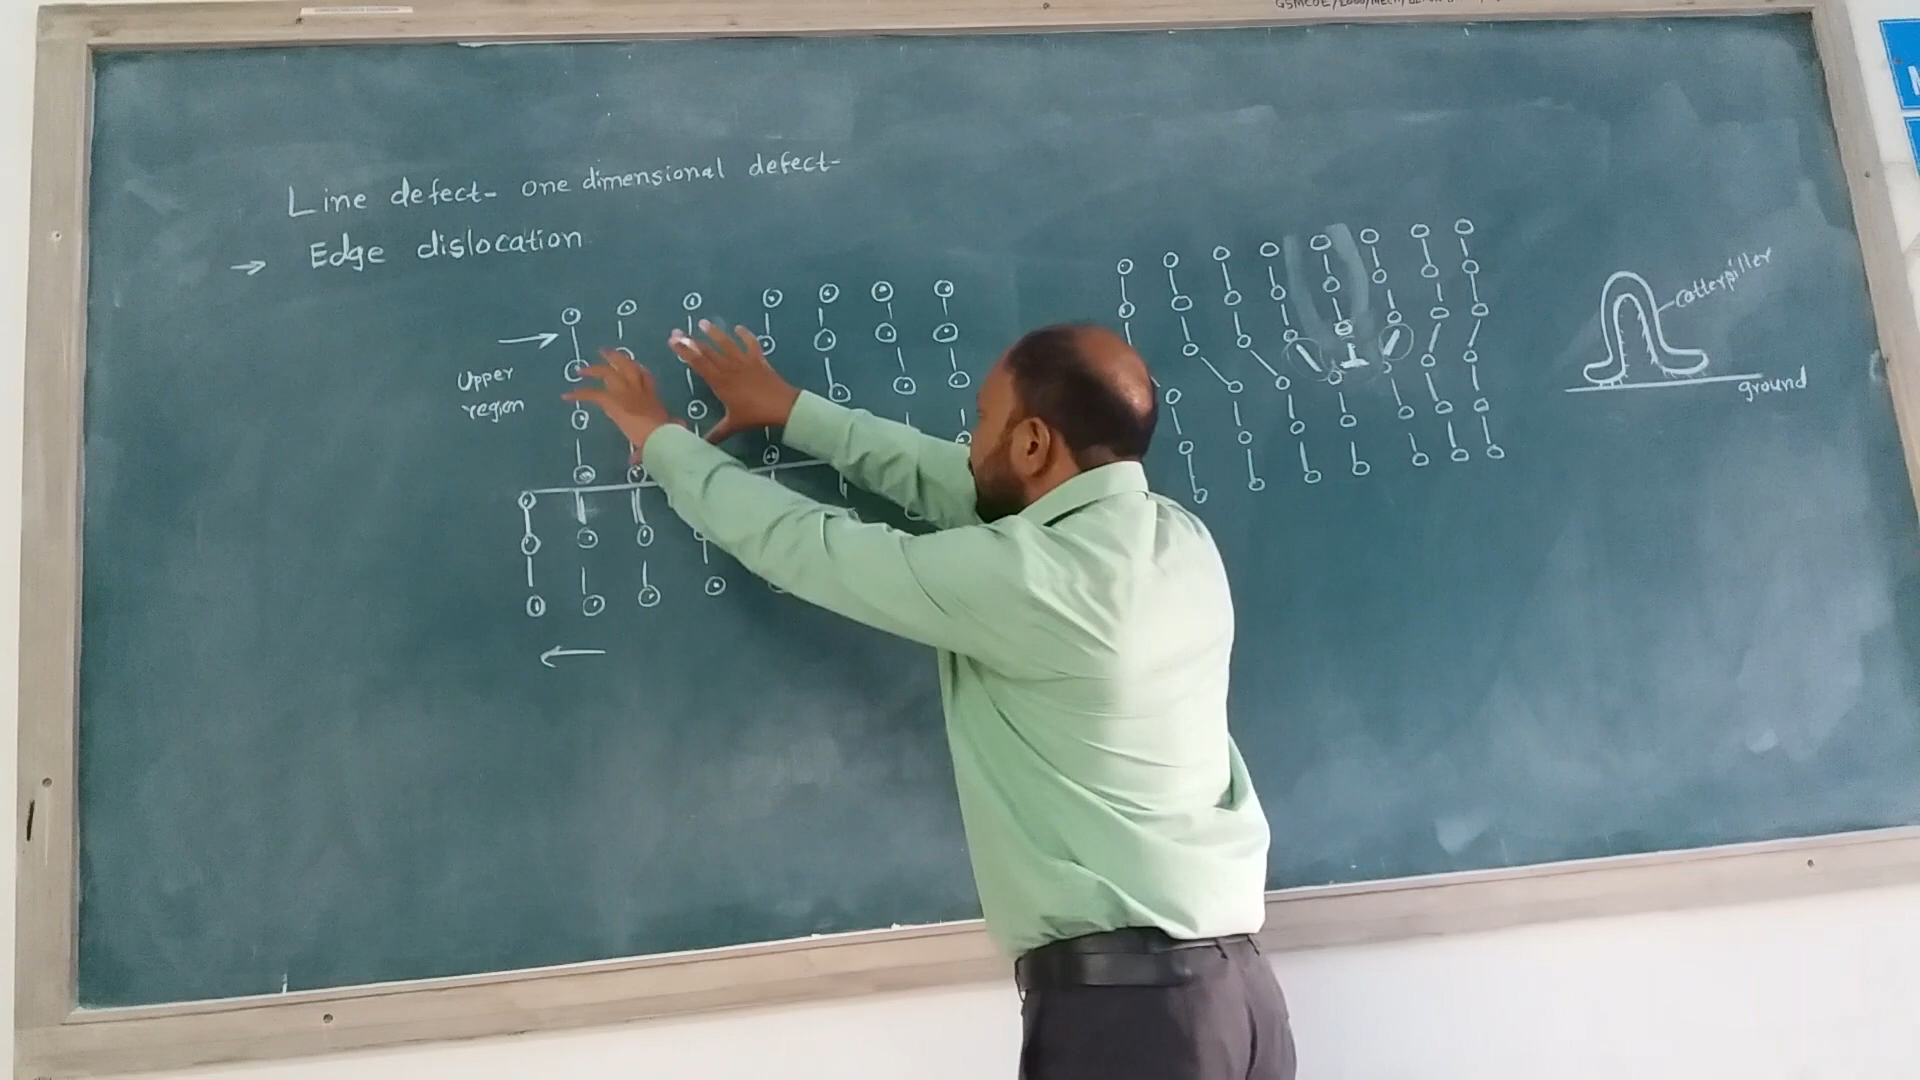 Line defect- one dimensional defect-
→ Edge dislocation
Upper
region
catterpiller
ground